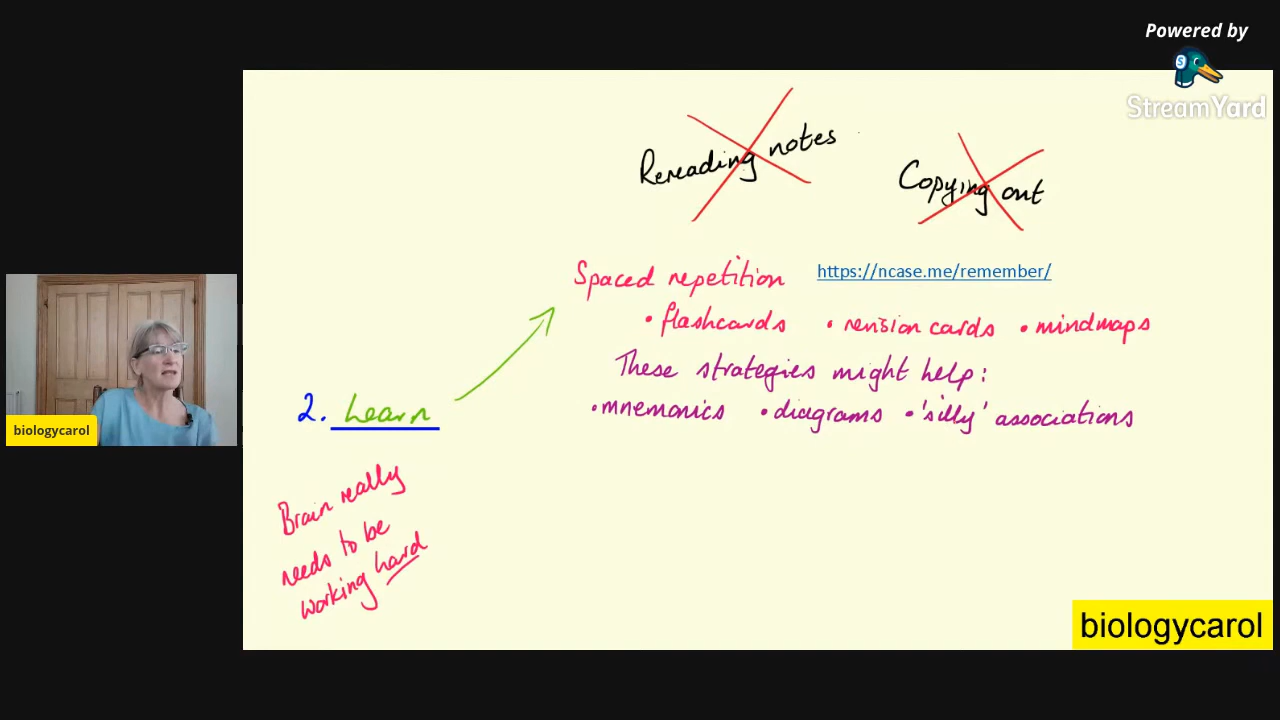 Powered by
StreamYard
Rereading notes
Copying out
Spaced repetition https://ncase.me/remember/
• flashcards • revision cards • mindmaps
These strategies might help:
2. Learn • mnemonics • diagrams • 'silly' associations
biologycarol
Brain really
needs to be
working hard
biologycarol